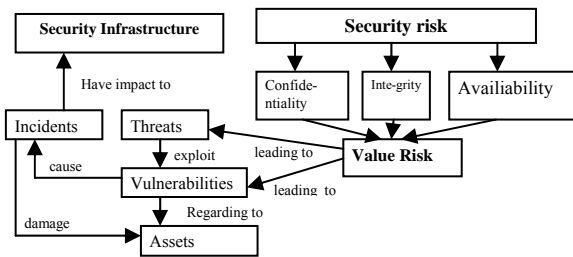 Security Infrastructure
Security risk
Have impact to
Confide-
ntiality
Inte-grity
Availiability
Incidents
Threats
exploit
leading to
Value Risk
cause
Vulnerabilities
leading to
Regarding to
damage
Assets